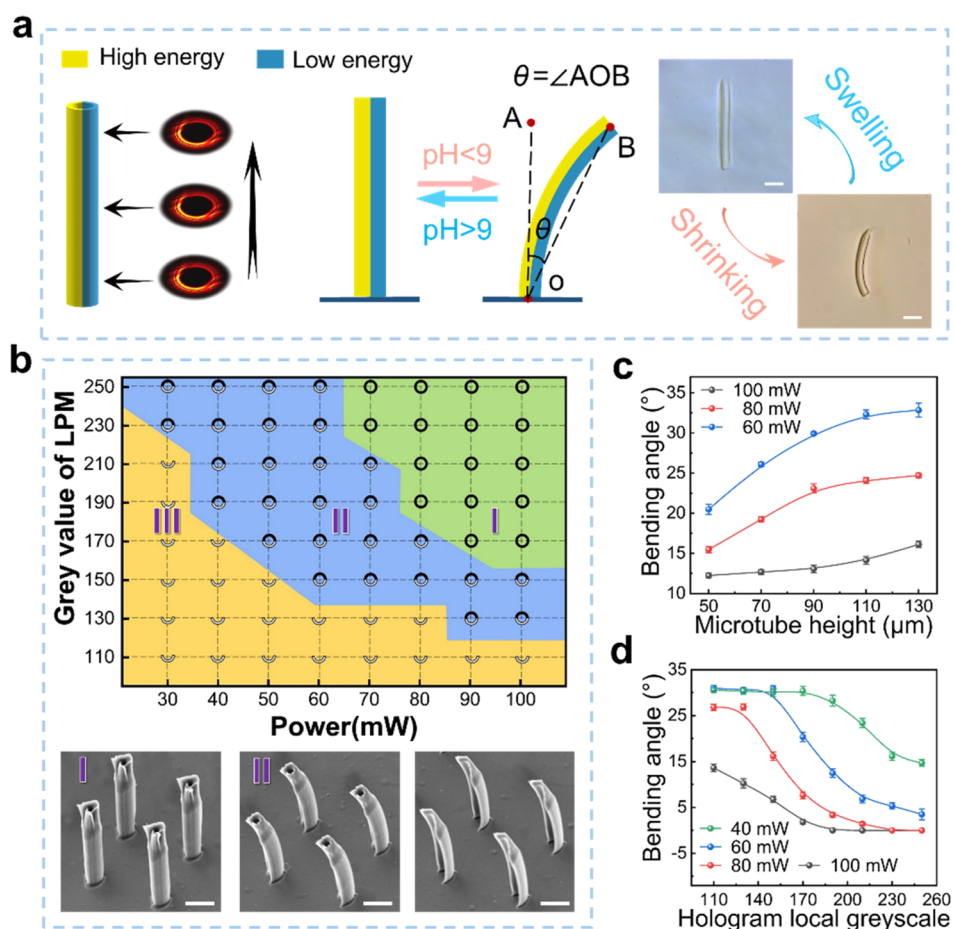 a
High energy
Low energy
θ=∠AOB
A
B
θ
o
pH<9
pH>9
Swelling
Shrinking
b
Grey value of LPM
250
230
210
190
170
150
130
110
III
II
I
30 40 50 60 70 80 90 100
Power(mW)
I
II
c
Bending angle (°)
35
30
25
20
15
10
100 mW
80 mW
60 mW
50 70 90 110 130
Microtube height (μm)
d
Bending angle (°)
35
25
15
5
-5
40 mW
60 mW
80 mW
100 mW
110 140 170 200 230 260
Hologram local greyscale